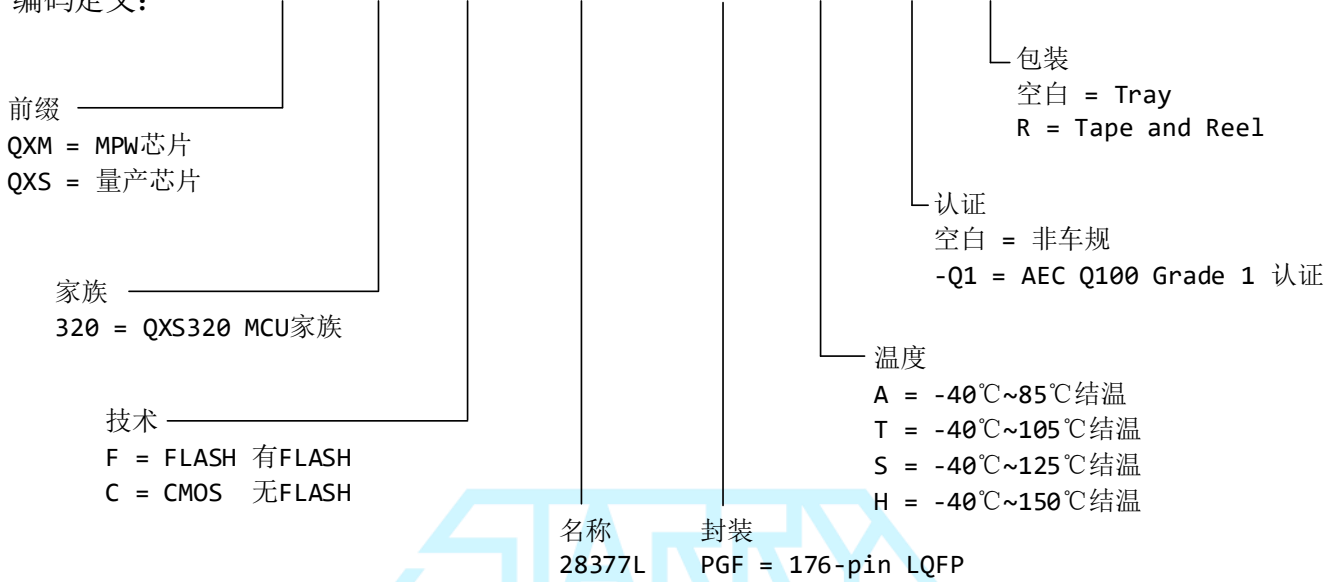 编码定义:
包装
空白 = Tray
R = Tape and Reel
前缀
QXM = MPW芯片
QXS = 量产芯片
认证
空白 = 非车规
-Q1 = AEC Q100 Grade 1 认证
家族
320 = QXS320 MCU家族
温度
A = -40℃~85℃结温
T = -40℃~105℃结温
S = -40℃~125℃结温
H = -40℃~150℃结温
技术
F = FLASH 有FLASH
C = CMOS 无FLASH
名称
28377L
封装
PGF = 176-pin LQFP